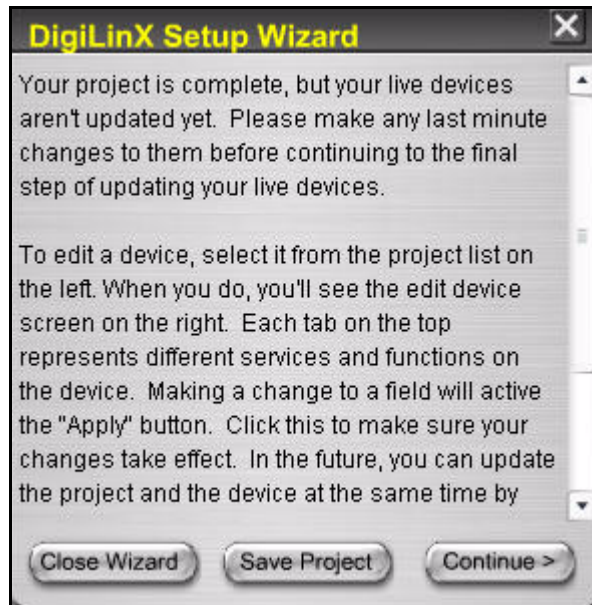 DigiLinX Setup Wizard
Your project is complete, but your live devices
aren't updated yet. Please make any last minute
changes to them before continuing to the final
step of updating your live devices.
To edit a device, select it from the project list on
the left. When you do, you'll see the edit device
screen on the right. Each tab on the top
represents different services and functions on
the device. Making a change to a field will active
the "Apply" button. Click this to make sure your
changes take effect. In the future, you can update
the project and the device at the same time by
Close Wizard Save Project Continue >